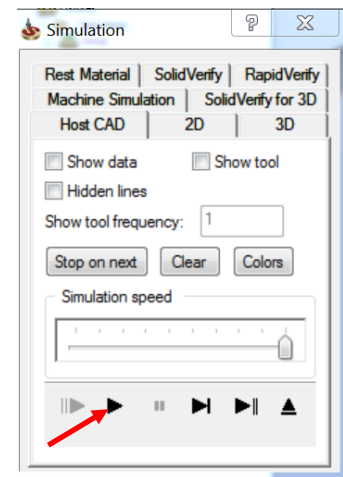 Simulation
Rest Material SolidVerify RapidVerify
Machine Simulation SolidVerify for 3D
Host CAD 2D 3D
Show data Show tool
Hidden lines
Show tool frequency: 1
Stop on next Clear Colors
Simulation speed